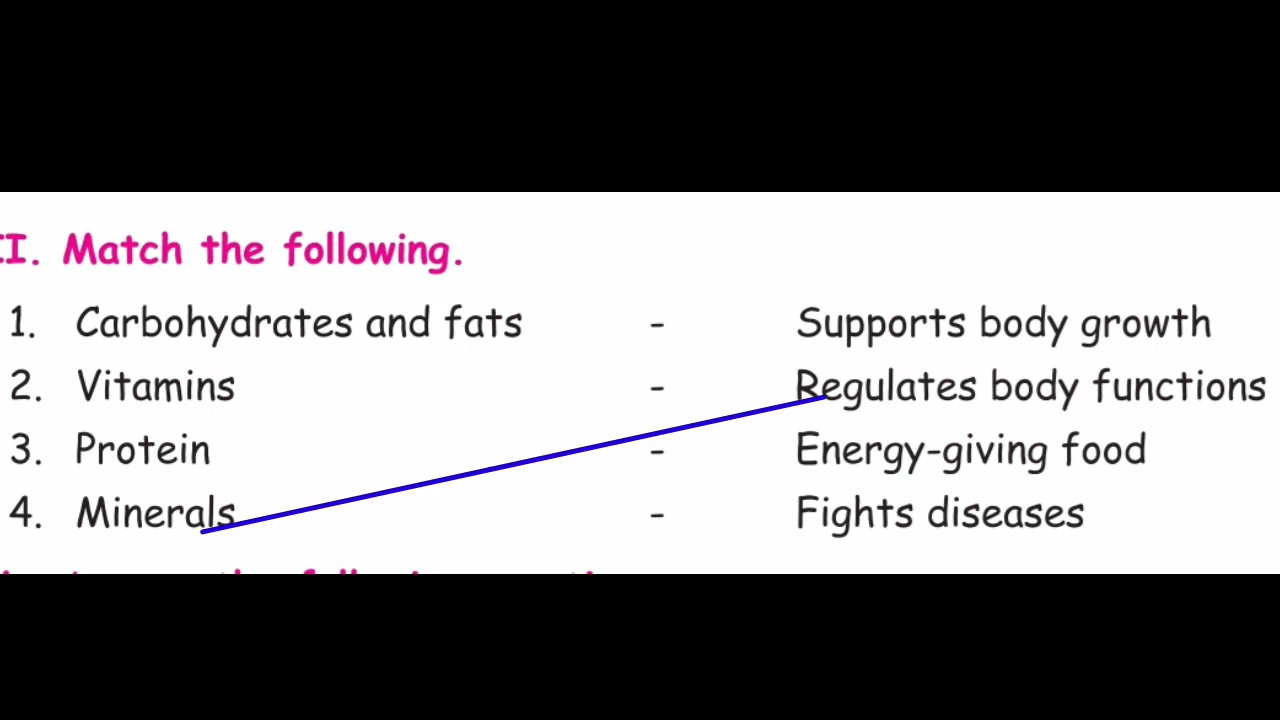 II. Match the following.
1. Carbohydrates and fats - Supports body growth
2. Vitamins - Regulates body functions
3. Protein - Energy-giving food
4. Minerals - Fights diseases